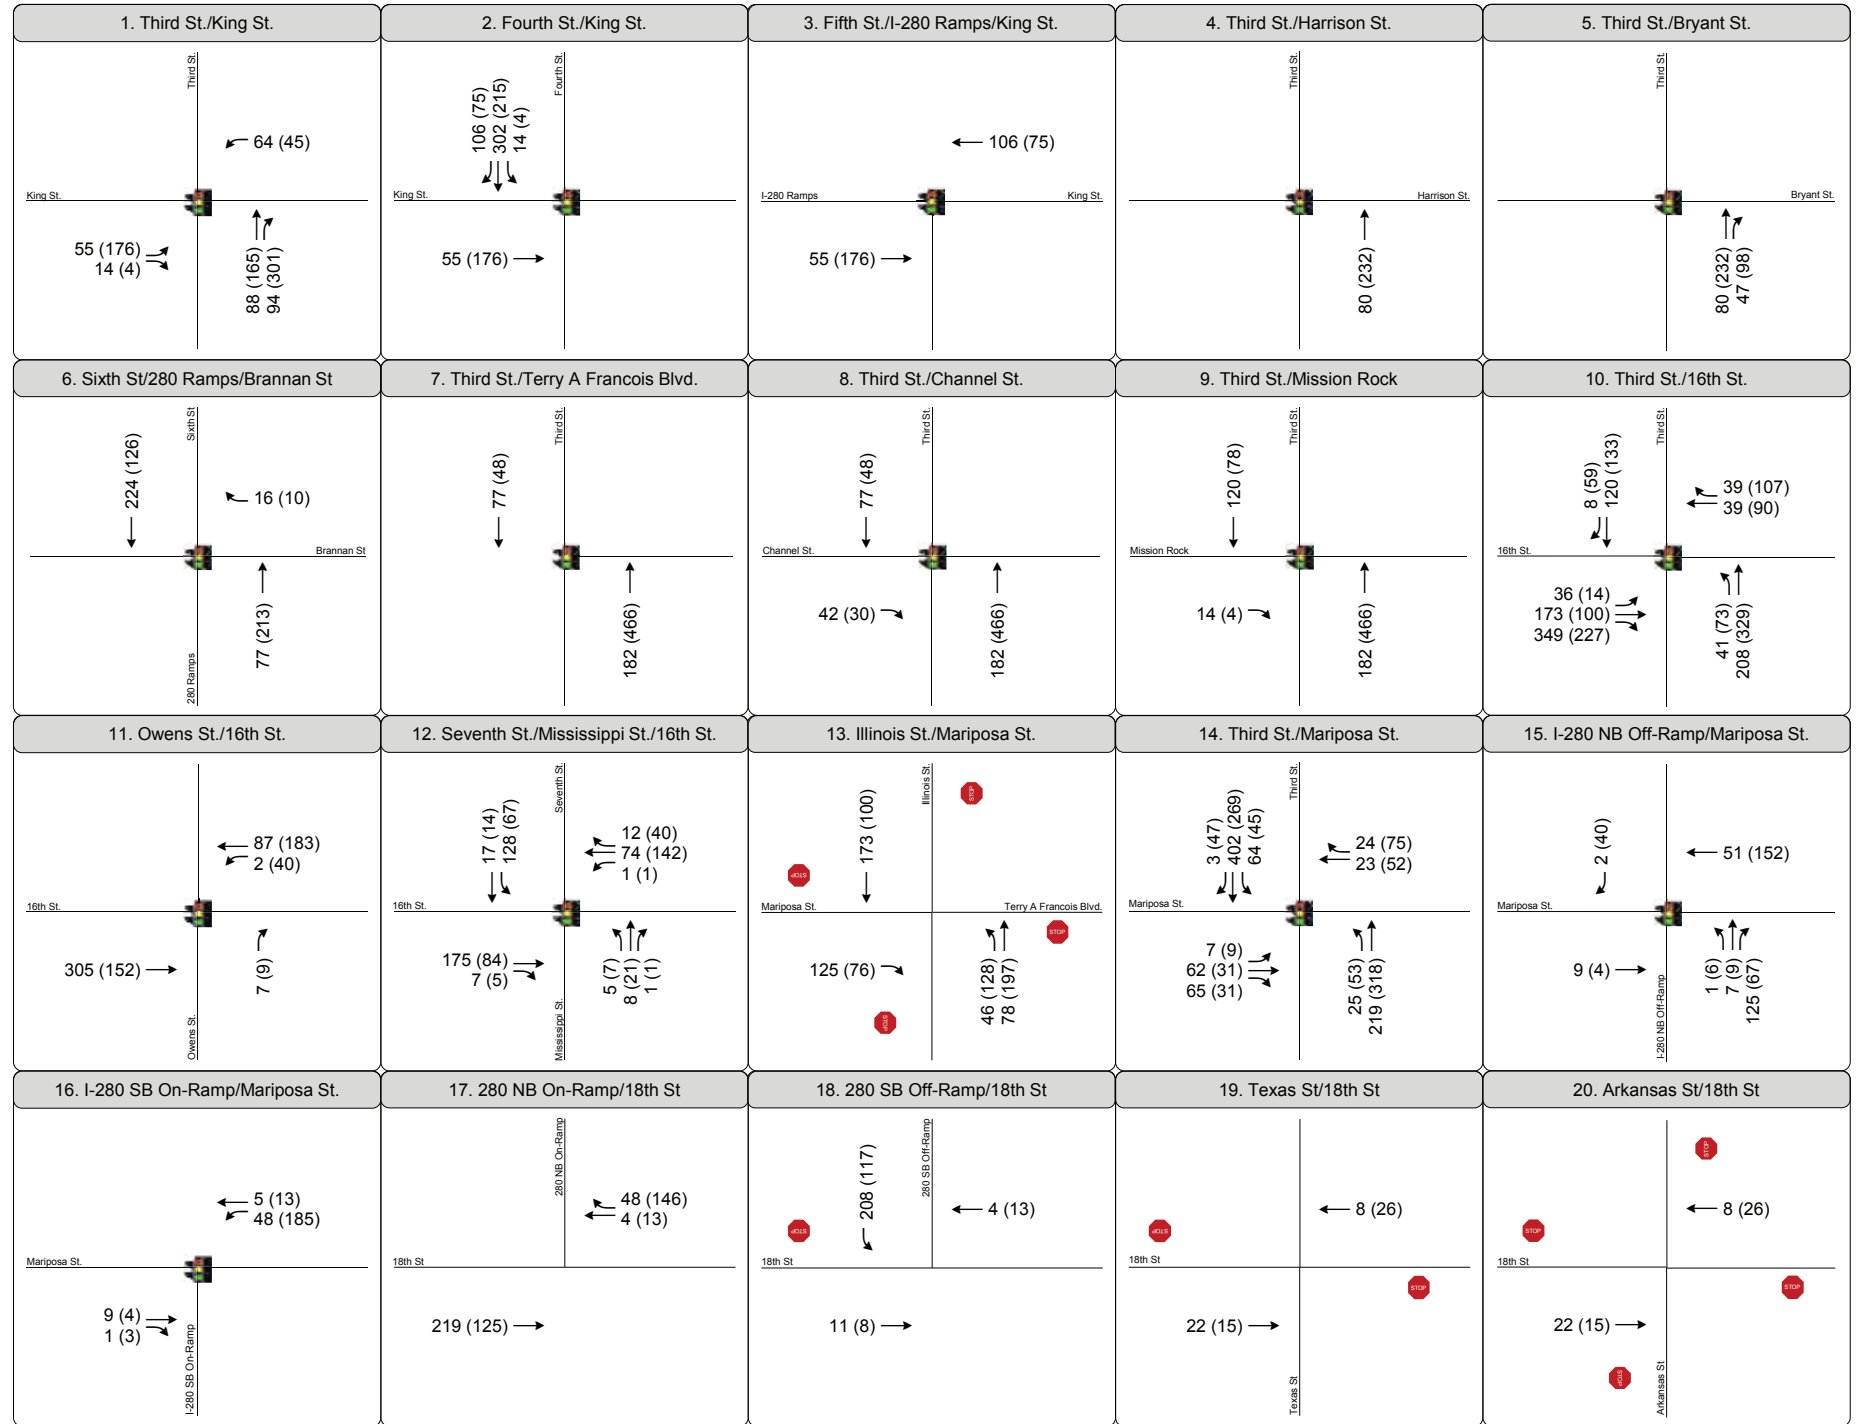 1. Third St./King St.
Third St.
64 (45)
King St.
55 (176)
14 (4)
88 (165)
94 (301)
2. Fourth St./King St.
Fourth St.
106 (75)
302 (215)
14 (4)
King St.
55 (176)
3. Fifth St./I-280 Ramps/King St.
106 (75)
I-280 Ramps
King St.
55 (176)
4. Third St./Harrison St.
Third St.
Harrison St.
80 (232)
5. Third St./Bryant St.
Third St.
Bryant St.
80 (232)
47 (98)
6. Sixth St/280 Ramps/Brannan St
Sixth St
224 (126)
16 (10)
Brannan St
77 (213)
280 Ramps
7. Third St./Terry A Francois Blvd.
Third St.
77 (48)
182 (466)
8. Third St./Channel St.
Third St.
77 (48)
Channel St.
42 (30)
182 (466)
9. Third St./Mission Rock
Third St.
120 (78)
Mission Rock
14 (4)
182 (466)
10. Third St./16th St.
Third St.
8 (59)
120 (133)
39 (107)
39 (90)
16th St.
36 (14)
173 (100)
349 (227)
41 (73)
208 (329)
11. Owens St./16th St.
87 (183)
2 (40)
16th St.
305 (152)
7 (9)
Owens St.
12. Seventh St./Mississippi St./16th St.
Seventh St.
17 (14)
128 (67)
12 (40)
74 (142)
1 (1)
16th St.
175 (84)
7 (5)
5 (7)
8 (21)
1 (1)
Mississippi St.
13. Illinois St./Mariposa St.
Illinois St.
STOP
173 (100)
STOP
Mariposa St.
Terry A Francois Blvd.
STOP
125 (76)
46 (128)
78 (197)
STOP
14. Third St./Mariposa St.
Third St.
3 (47)
402 (269)
64 (45)
24 (75)
23 (52)
Mariposa St.
7 (9)
62 (31)
65 (31)
25 (53)
219 (318)
15. I-280 NB Off-Ramp/Mariposa St.
2 (40)
51 (152)
Mariposa St.
9 (4)
1 (6)
7 (9)
125 (67)
I-280 NB Off-Ramp
16. I-280 SB On-Ramp/Mariposa St.
5 (13)
48 (185)
Mariposa St.
9 (4)
1 (3)
I-280 SB On-Ramp
17. 280 NB On-Ramp/18th St
280 NB On-Ramp
48 (146)
4 (13)
18th St
219 (125)
18. 280 SB Off-Ramp/18th St
280 SB Off-Ramp
208 (117)
4 (13)
STOP
18th St
11 (8)
19. Texas St/18th St
8 (26)
STOP
18th St
STOP
22 (15)
Texas St
20. Arkansas St/18th St
STOP
8 (26)
STOP
18th St
STOP
22 (15)
STOP
Arkansas St